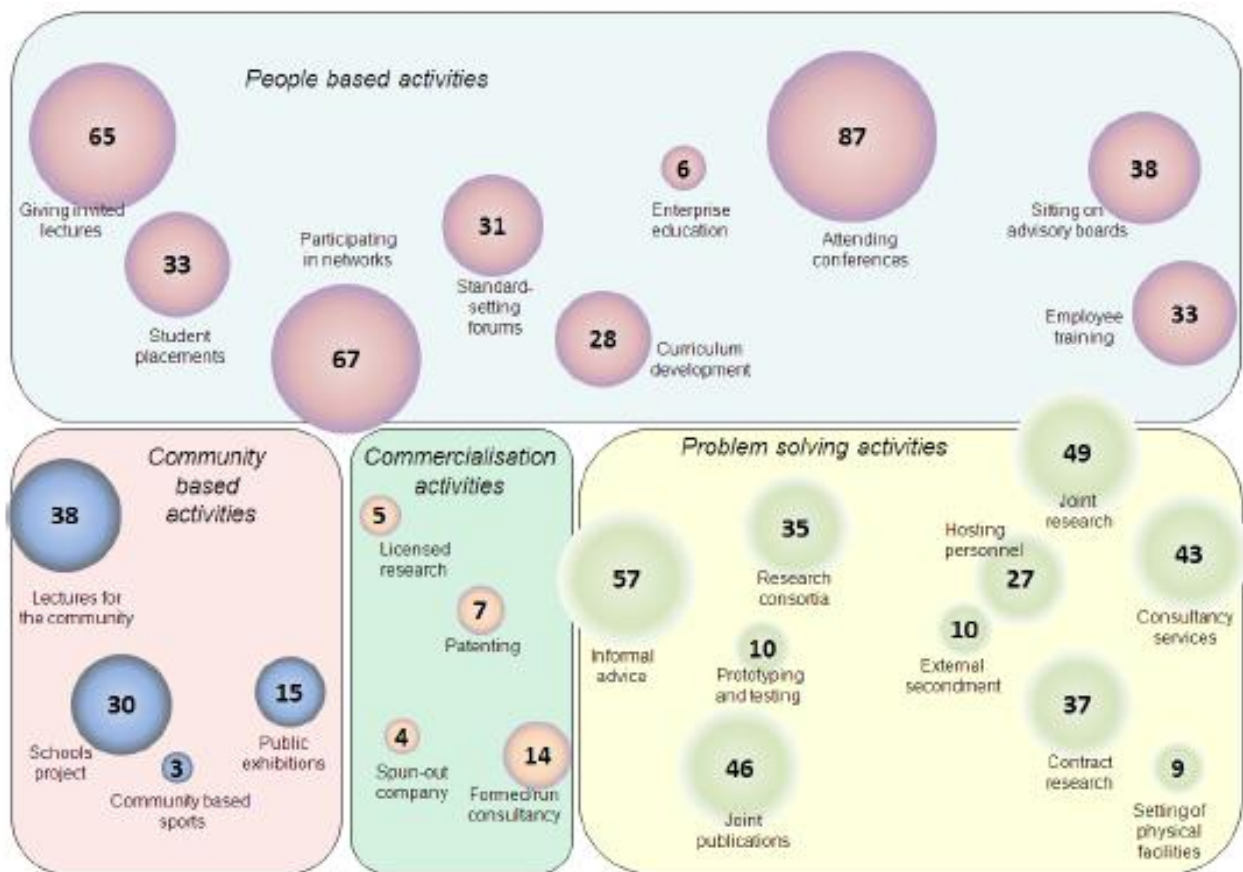 People based activities
65
Giving invited
lectures
33
Student
placements
Participating
in networks
67
31
Standard-
setting
forums
28
Curriculum
development
6
Enterprise
education
87
Attending
conferences
38
Sitting on
advisory boards
33
Employee
training
Community
based
activities
38
Lectures for
the community
30
Schools
project
3
Community based
sports
15
Public
exhibitions
Commercialisation
activities
5
Licensed
research
7
Patenting
4
Spun-out
company
14
Formed/run
consultancy
Problem solving activities
57
Informal
advice
35
Research
consortia
10
Prototyping
and testing
46
Joint
publications
49
Joint
research
Hosting
personnel
27
10
External
secondment
43
Consultancy
services
37
Contract
research
9
Setting of
physical
facilities